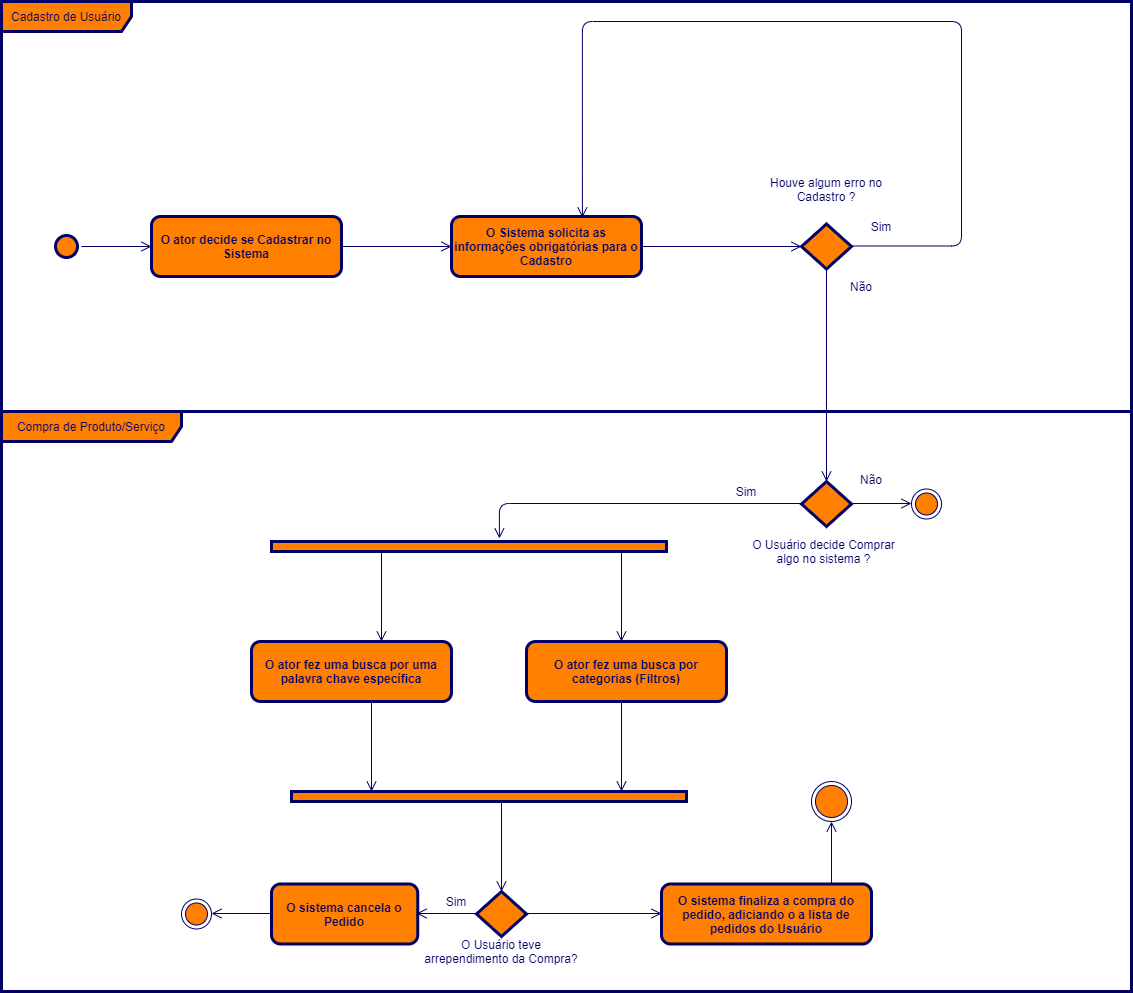 Cadastro de Usuário
Houve algum erro no
Cadastro ?
Sim
O ator decide se Cadastrar no
Sistema
O Sistema solicita as
informações obrigatórias para o
Cadastro
Não
Compra de Produto/Serviço
Sim
Não
O Usuário decide Comprar
algo no sistema ?
O ator fez uma busca por uma
palavra chave específica
O ator fez uma busca por
categorias (Filtros)
O sistema cancela o
Pedido
Sim
O Usuário teve
arrependimento da Compra?
O sistema finaliza a compra do
pedido, adiciando o a lista de
pedidos do Usuário